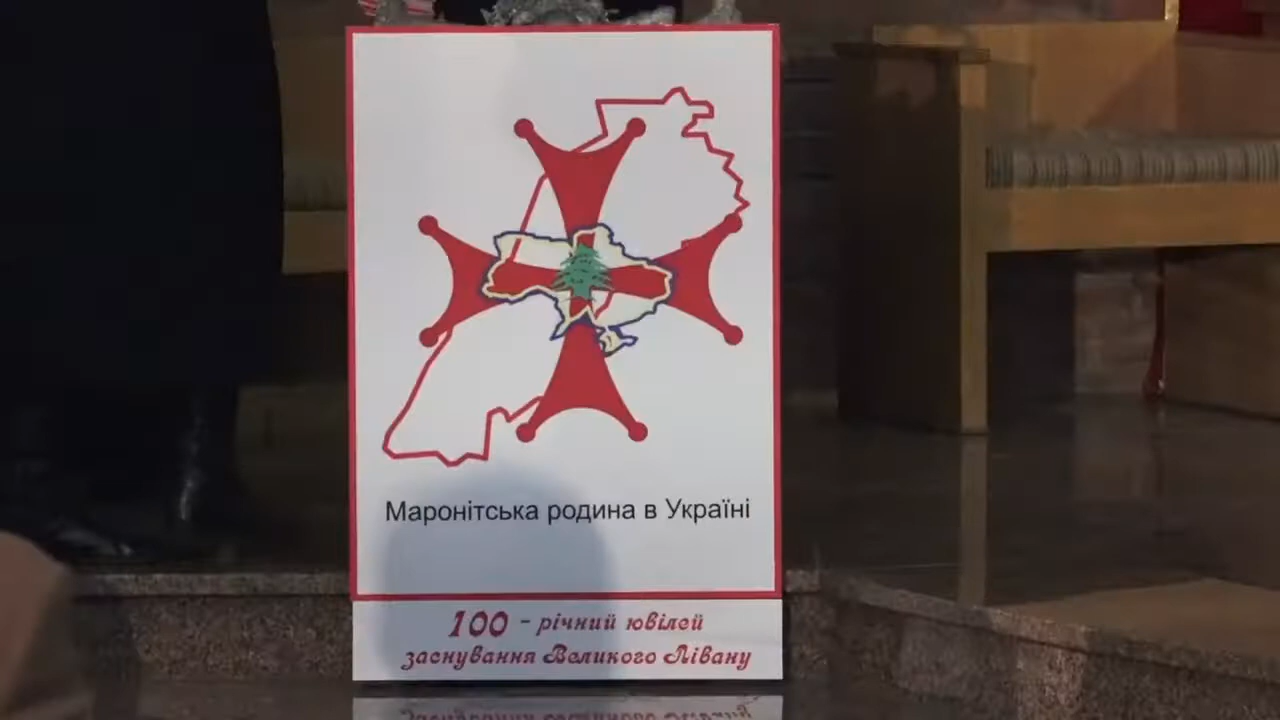 Маронітська родина в Україні
100 - річний ювілей
заснування Великого Лівану